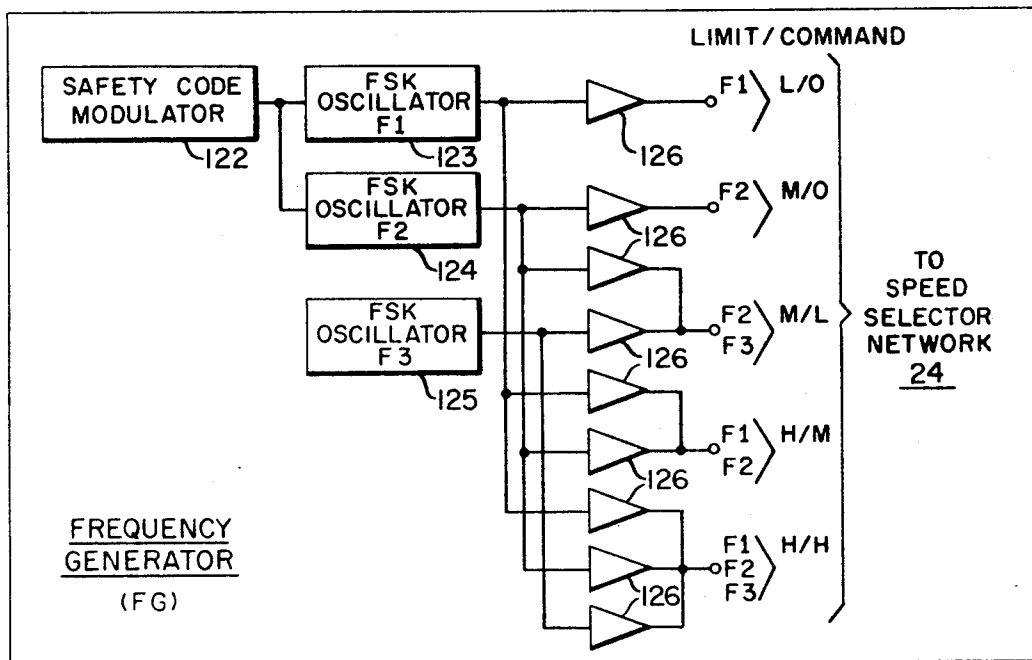 LIMIT/COMMAND
SAFETY CODE
MODULATOR
122
FSK
OSCILLATOR
F1
123
126
F1 L/O
FSK
OSCILLATOR
F2
124
126
F2 M/O
FSK
OSCILLATOR
F3
125
126
F2
F3
M/L
126
F1
F2
H/M
126
F1
F2
F3
H/H
126
TO
SPEED
SELECTOR
NETWORK
24
FREQUENCY
GENERATOR
(FG)